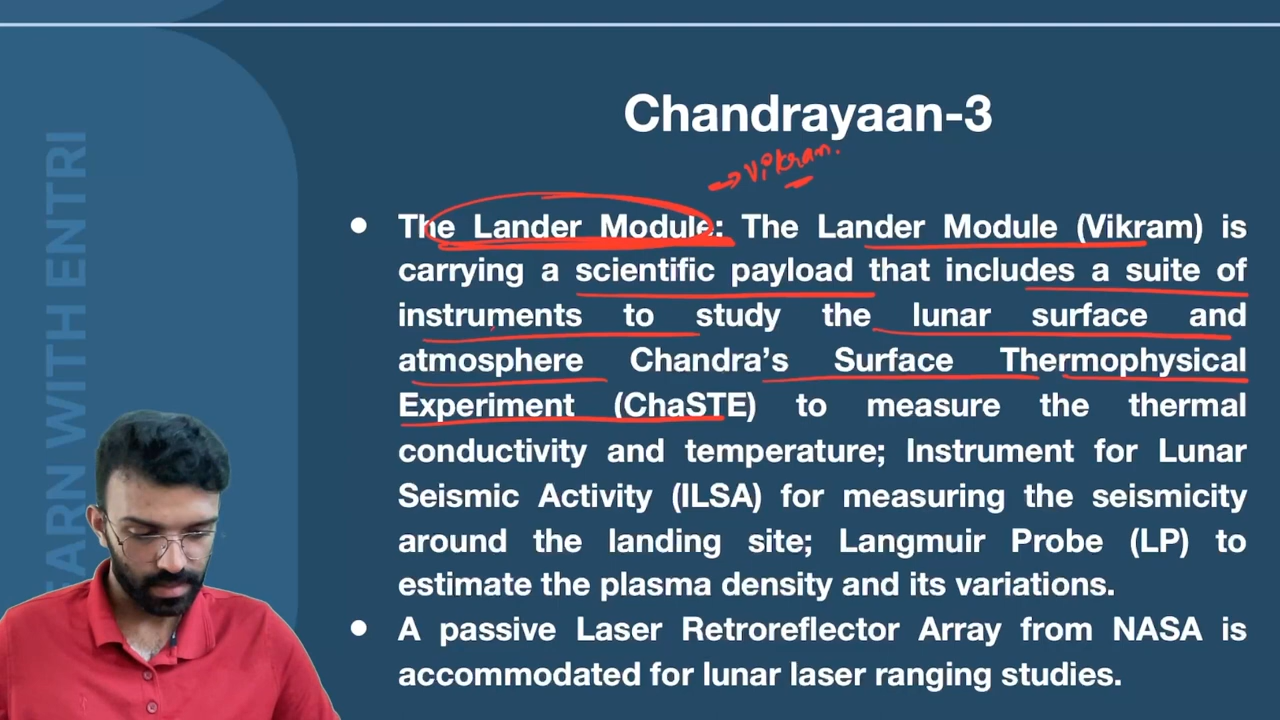 Chandrayaan-3
→Vikram.
• The Lander Module: The Lander Module (Vikram) is
carrying a scientific payload that includes a suite of
instruments to study the lunar surface and
atmosphere Chandra's Surface Thermophysical
Experiment (ChaSTE) to measure the thermal
conductivity and temperature; Instrument for Lunar
Seismic Activity (ILSA) for measuring the seismicity
around the landing site; Langmuir Probe (LP) to
estimate the plasma density and its variations.
• A passive Laser Retroreflector Array from NASA is
accommodated for lunar laser ranging studies.
EARN WITH ENTRI